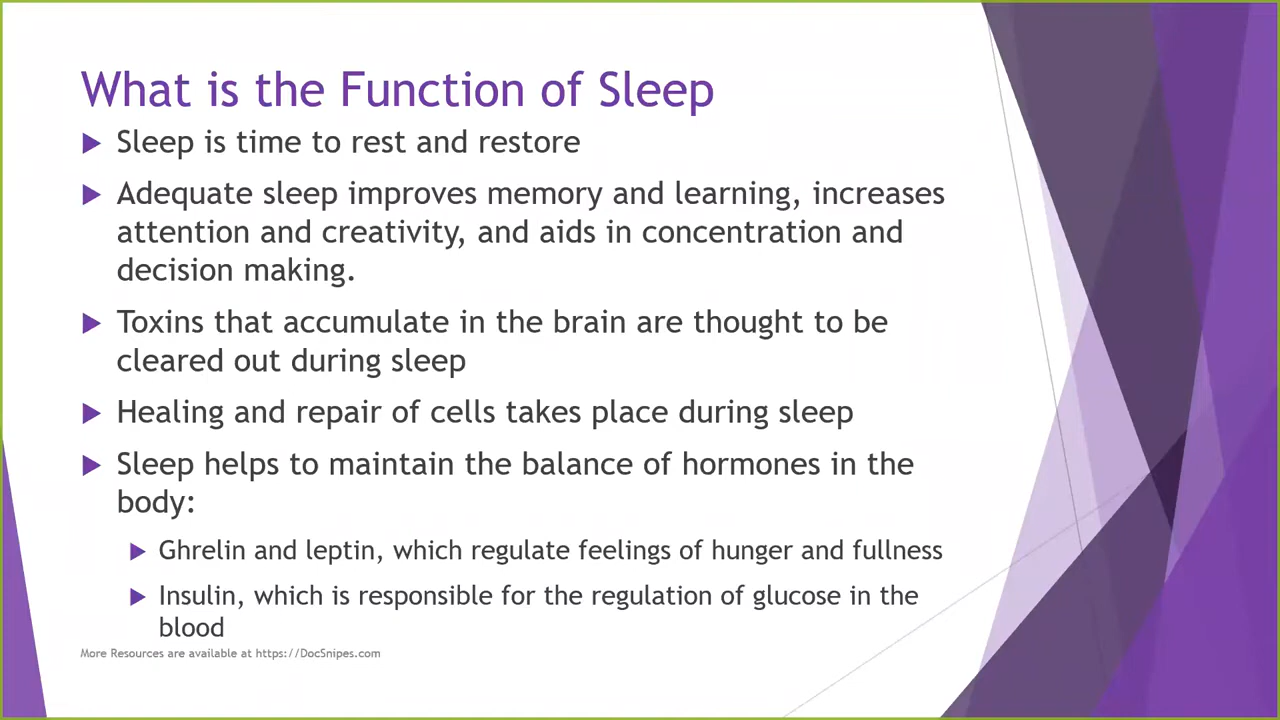 What is the Function of Sleep
Sleep is time to rest and restore
Adequate sleep improves memory and learning, increases
attention and creativity, and aids in concentration and
decision making.
Toxins that accumulate in the brain are thought to be
cleared out during sleep
Healing and repair of cells takes place during sleep
Sleep helps to maintain the balance of hormones in the
body:
Ghrelin and leptin, which regulate feelings of hunger and fullness
Insulin, which is responsible for the regulation of glucose in the
blood
More Resources are available at https://DocSnipes.com